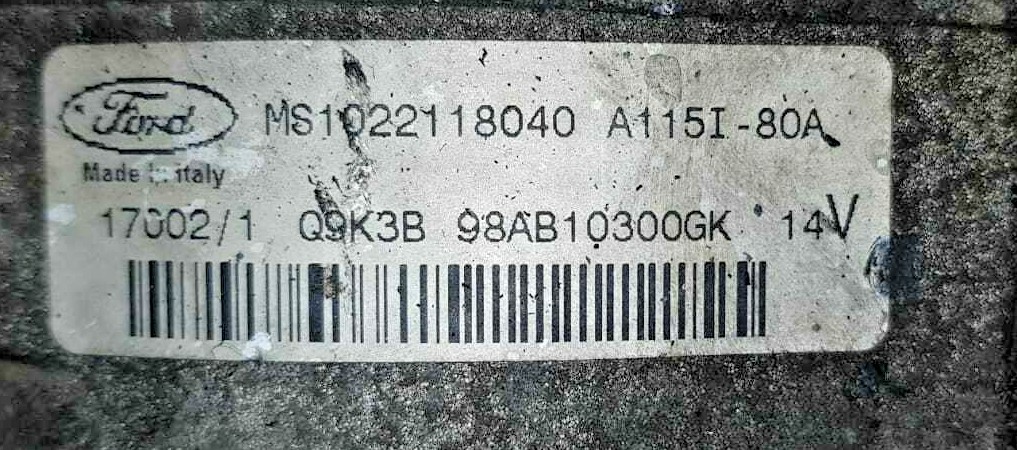 Ford MS1022118040 A115I-80A
Made in italy
17002/1 Q9K3B 98AB10300GK 14V